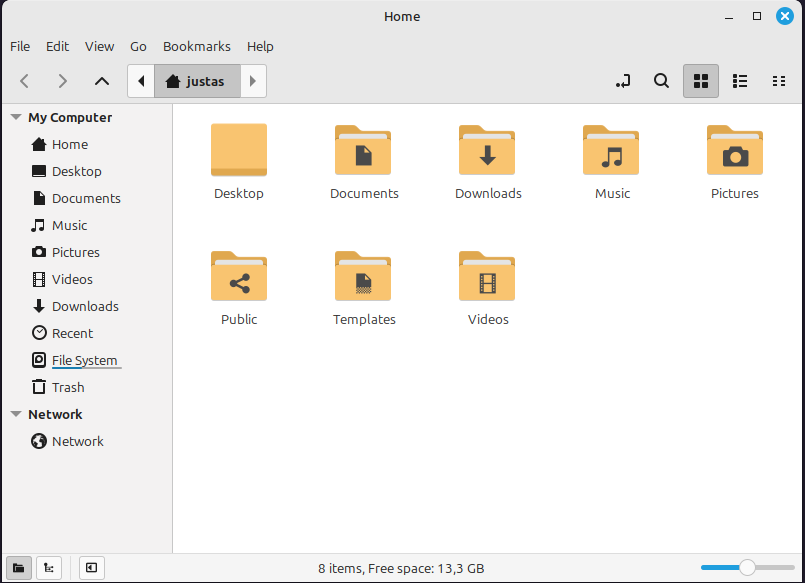 Home
File Edit View Go Bookmarks Help
justas
My Computer
Home
Desktop
Documents
Music
Pictures
Videos
Downloads
Recent
File System
Trash
Network
Network
Desktop Documents Downloads Music Pictures
Public Templates Videos
8 items, Free space: 13,3 GB